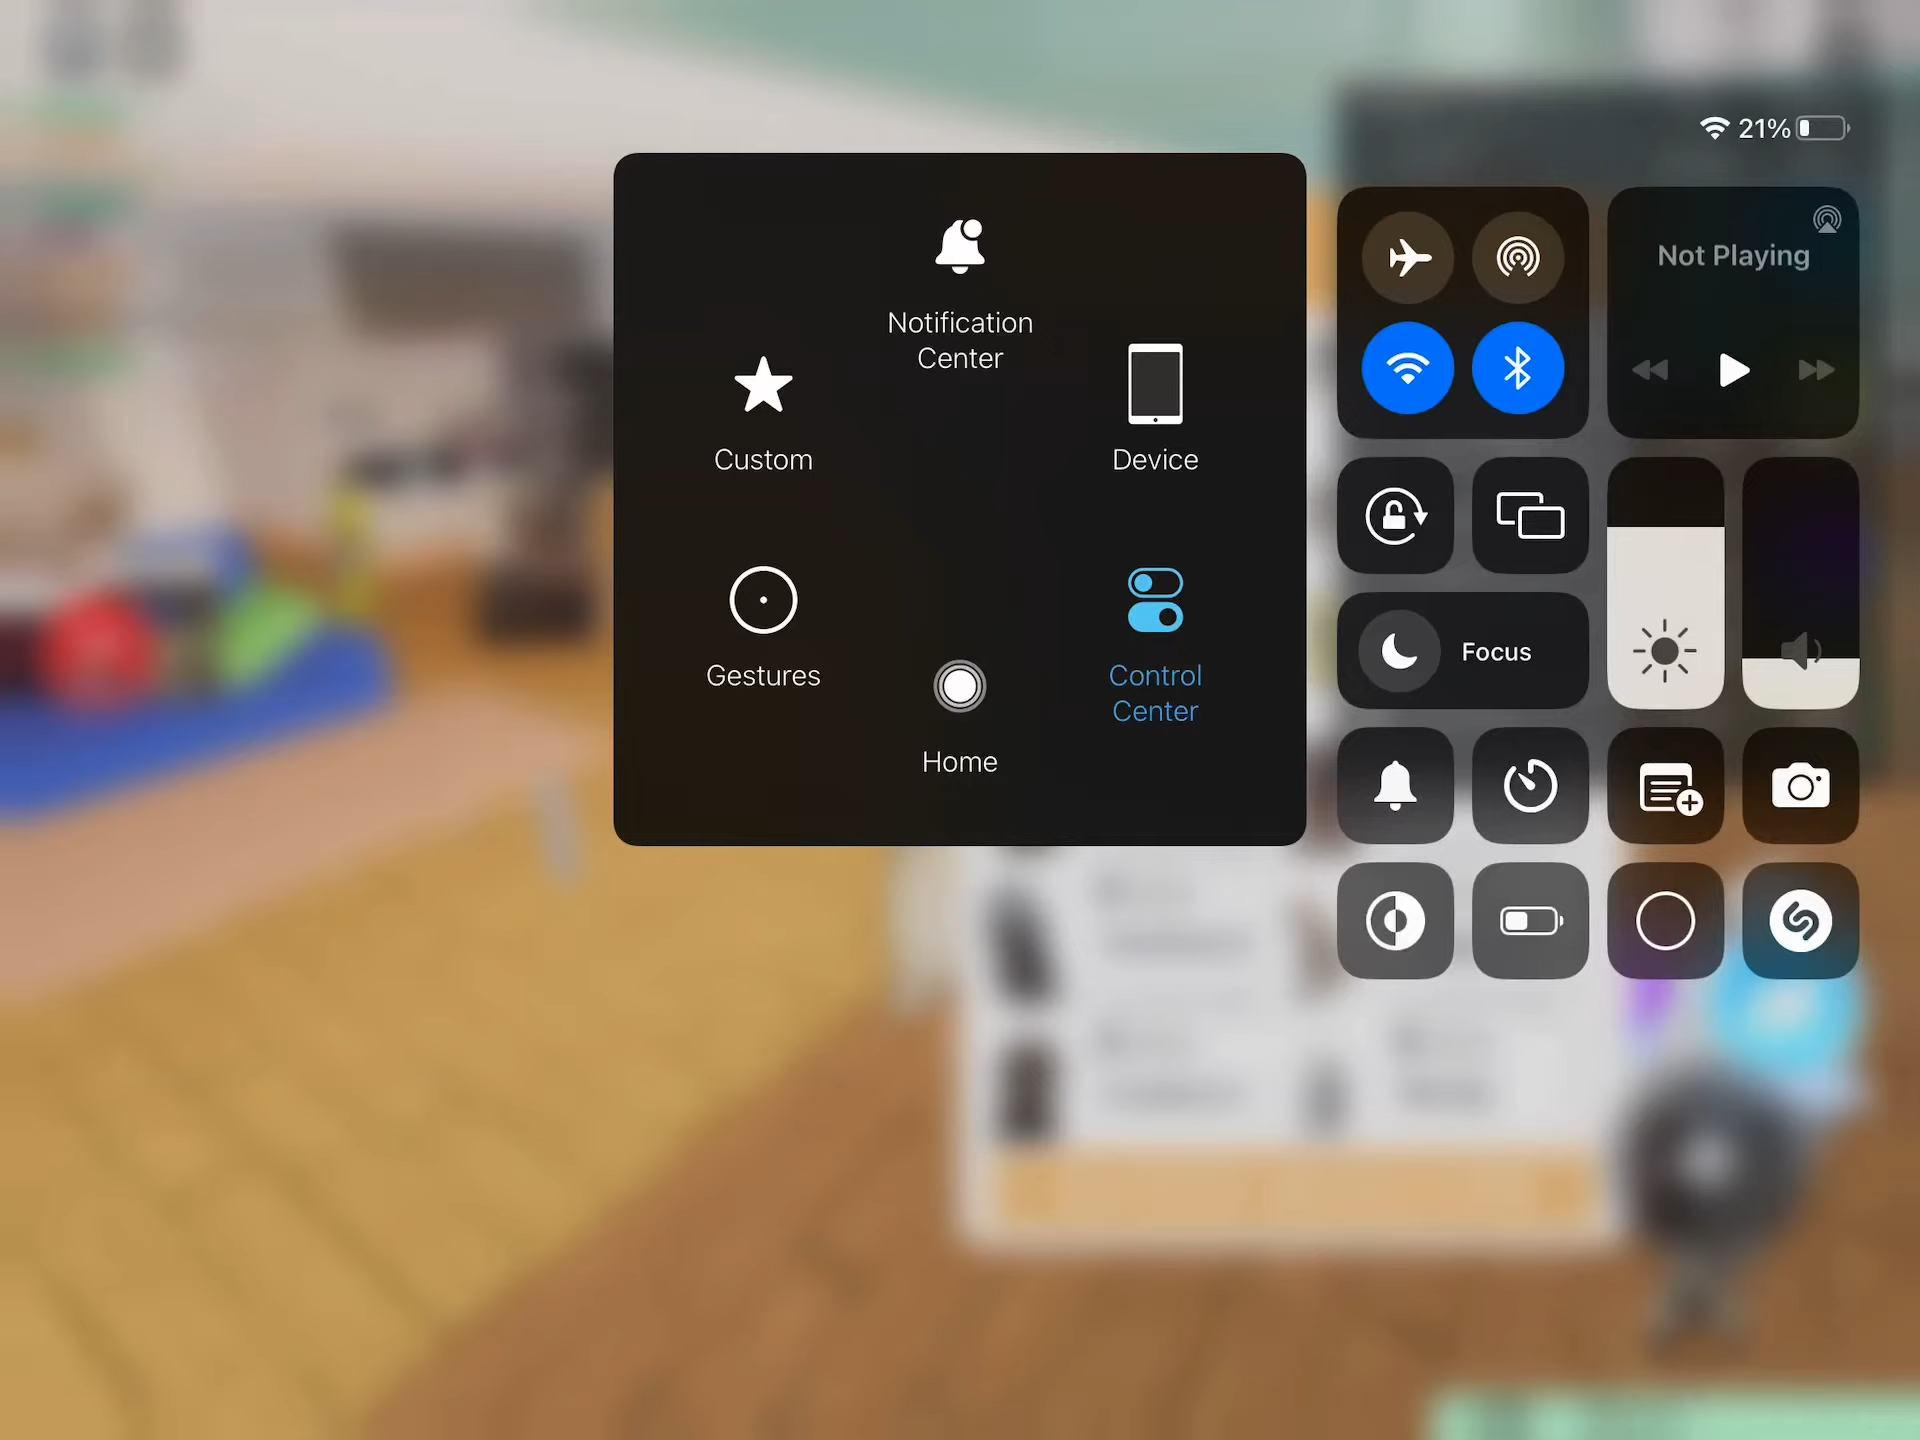 21%
Notification
Center
Custom
Device
Gestures
Control
Center
Home
Not Playing
Focus